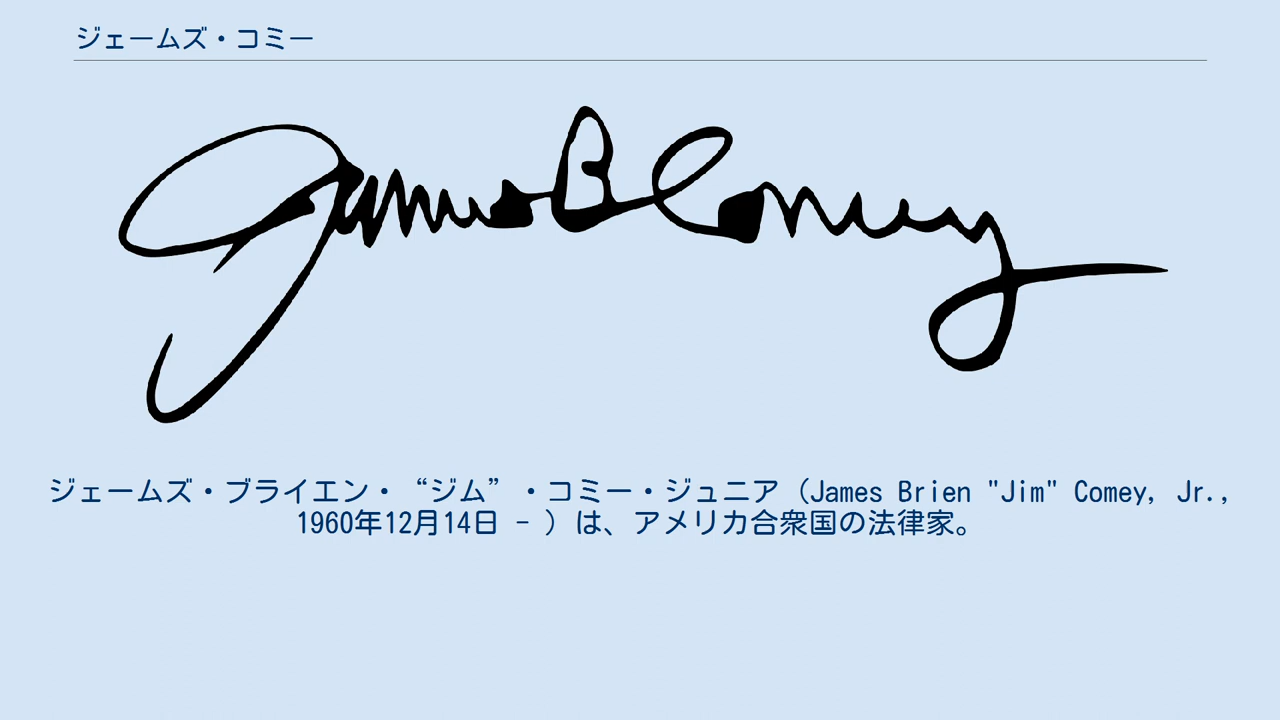 ジェームズ・コミー
James B Comey
ジェームズ・ブライエン・“ジム”・コミー・ジュニア（James Brien "Jim" Comey, Jr.,
1960年12月14日 - ）は、アメリカ合衆国の法律家。